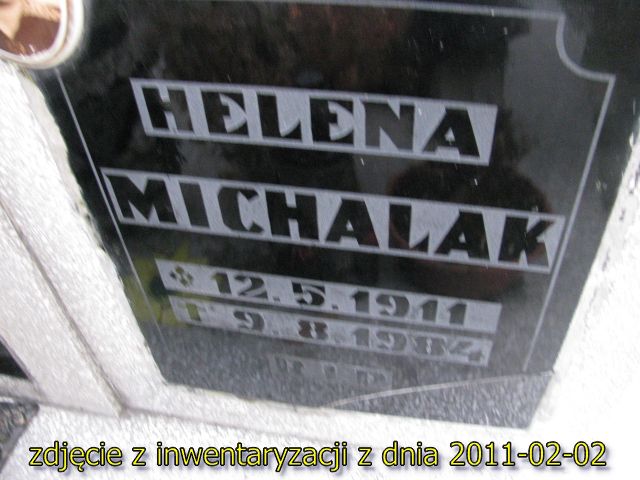 HELENA
MICHALAK
* 12.5.1911
† 9.8.1984
R.I.P.
zdjęcie z inwentaryzacji z dnia 2011-02-02